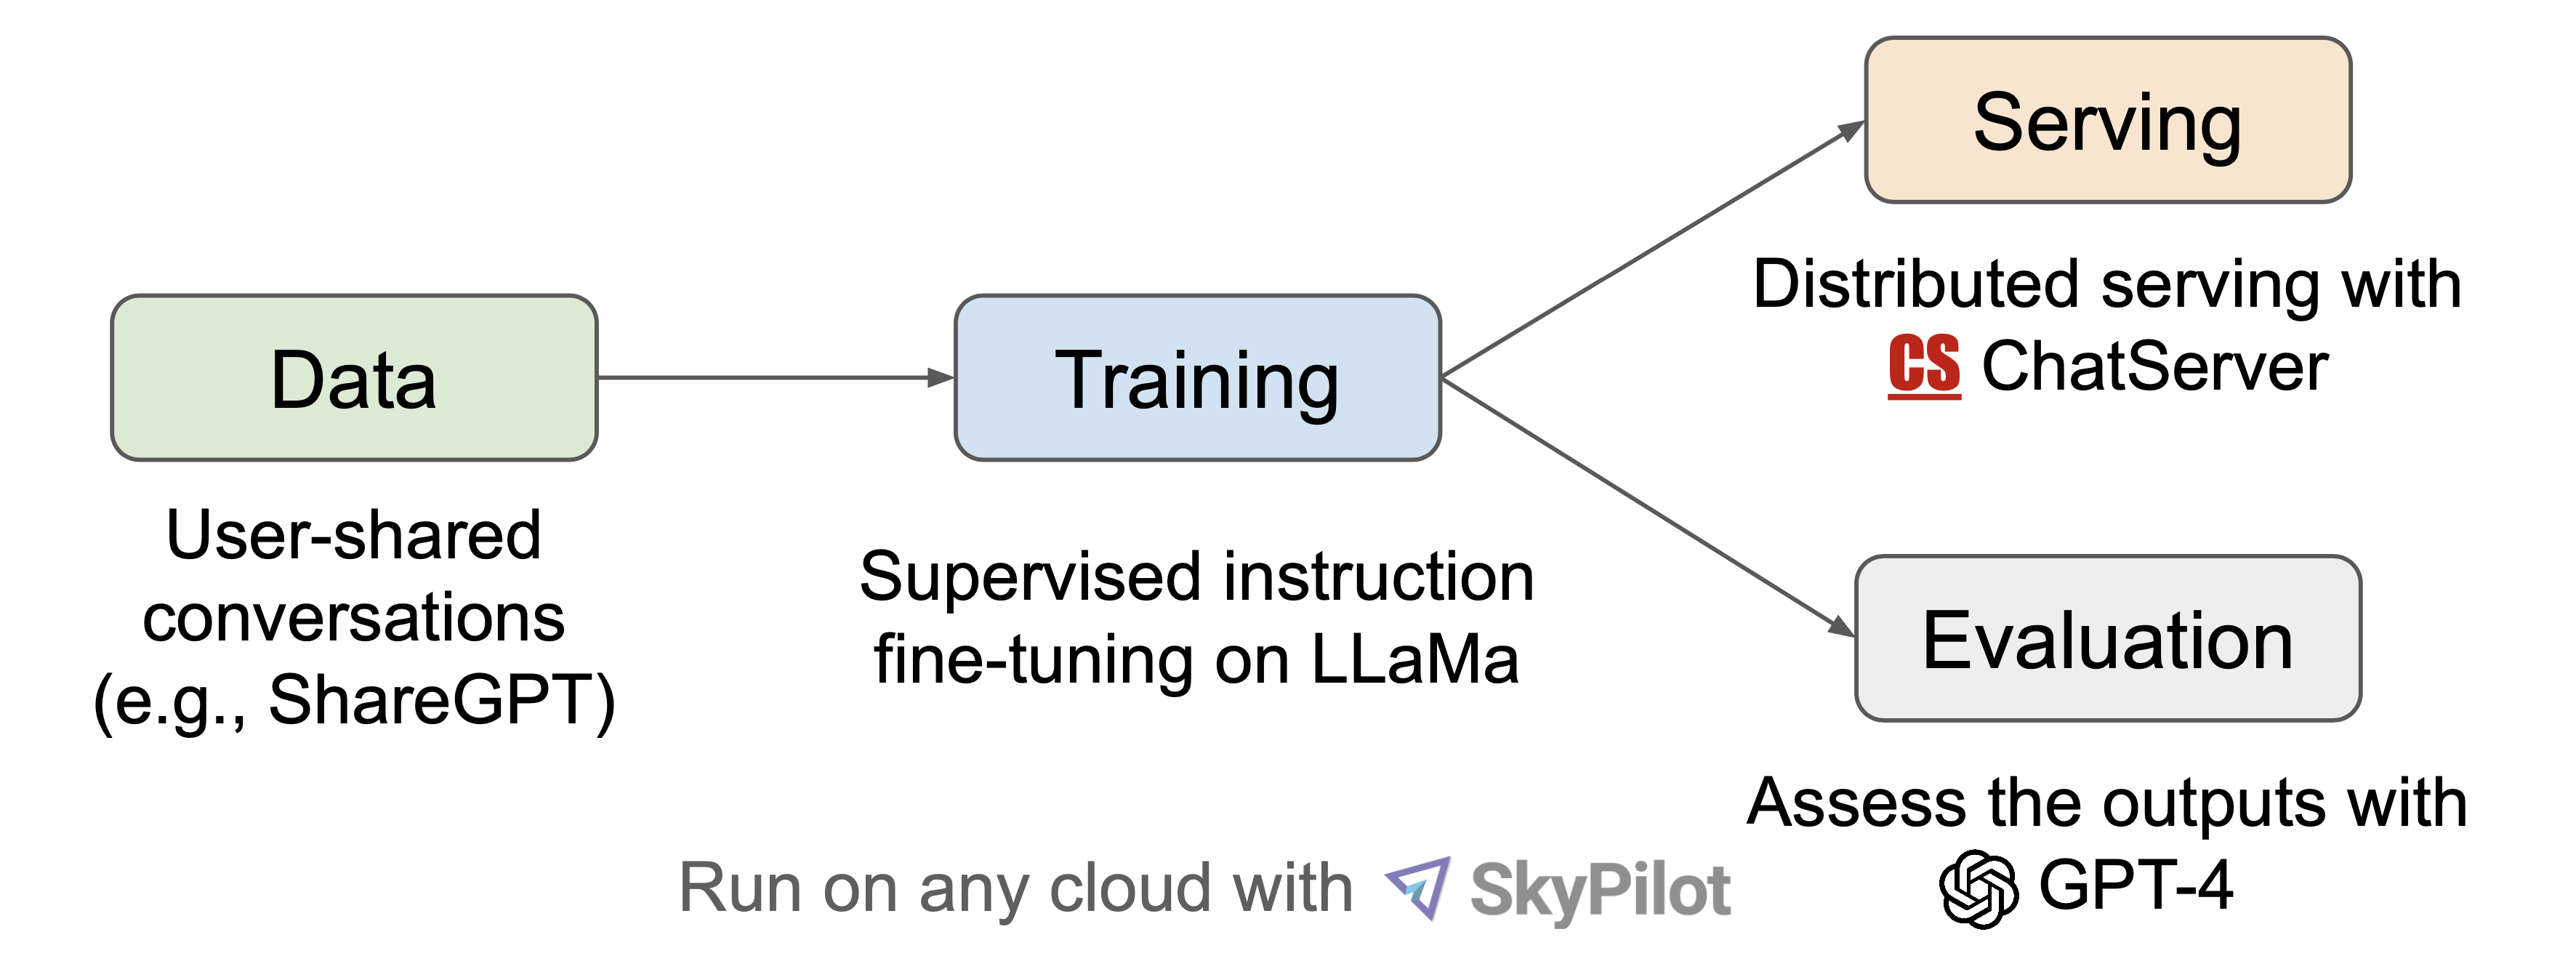 Data
User-shared
conversations
(e.g., ShareGPT)
Training
Supervised instruction
fine-tuning on LLaMa
Serving
Distributed serving with
CS ChatServer
Evaluation
Assess the outputs with
GPT-4
Run on any cloud with SkyPilot